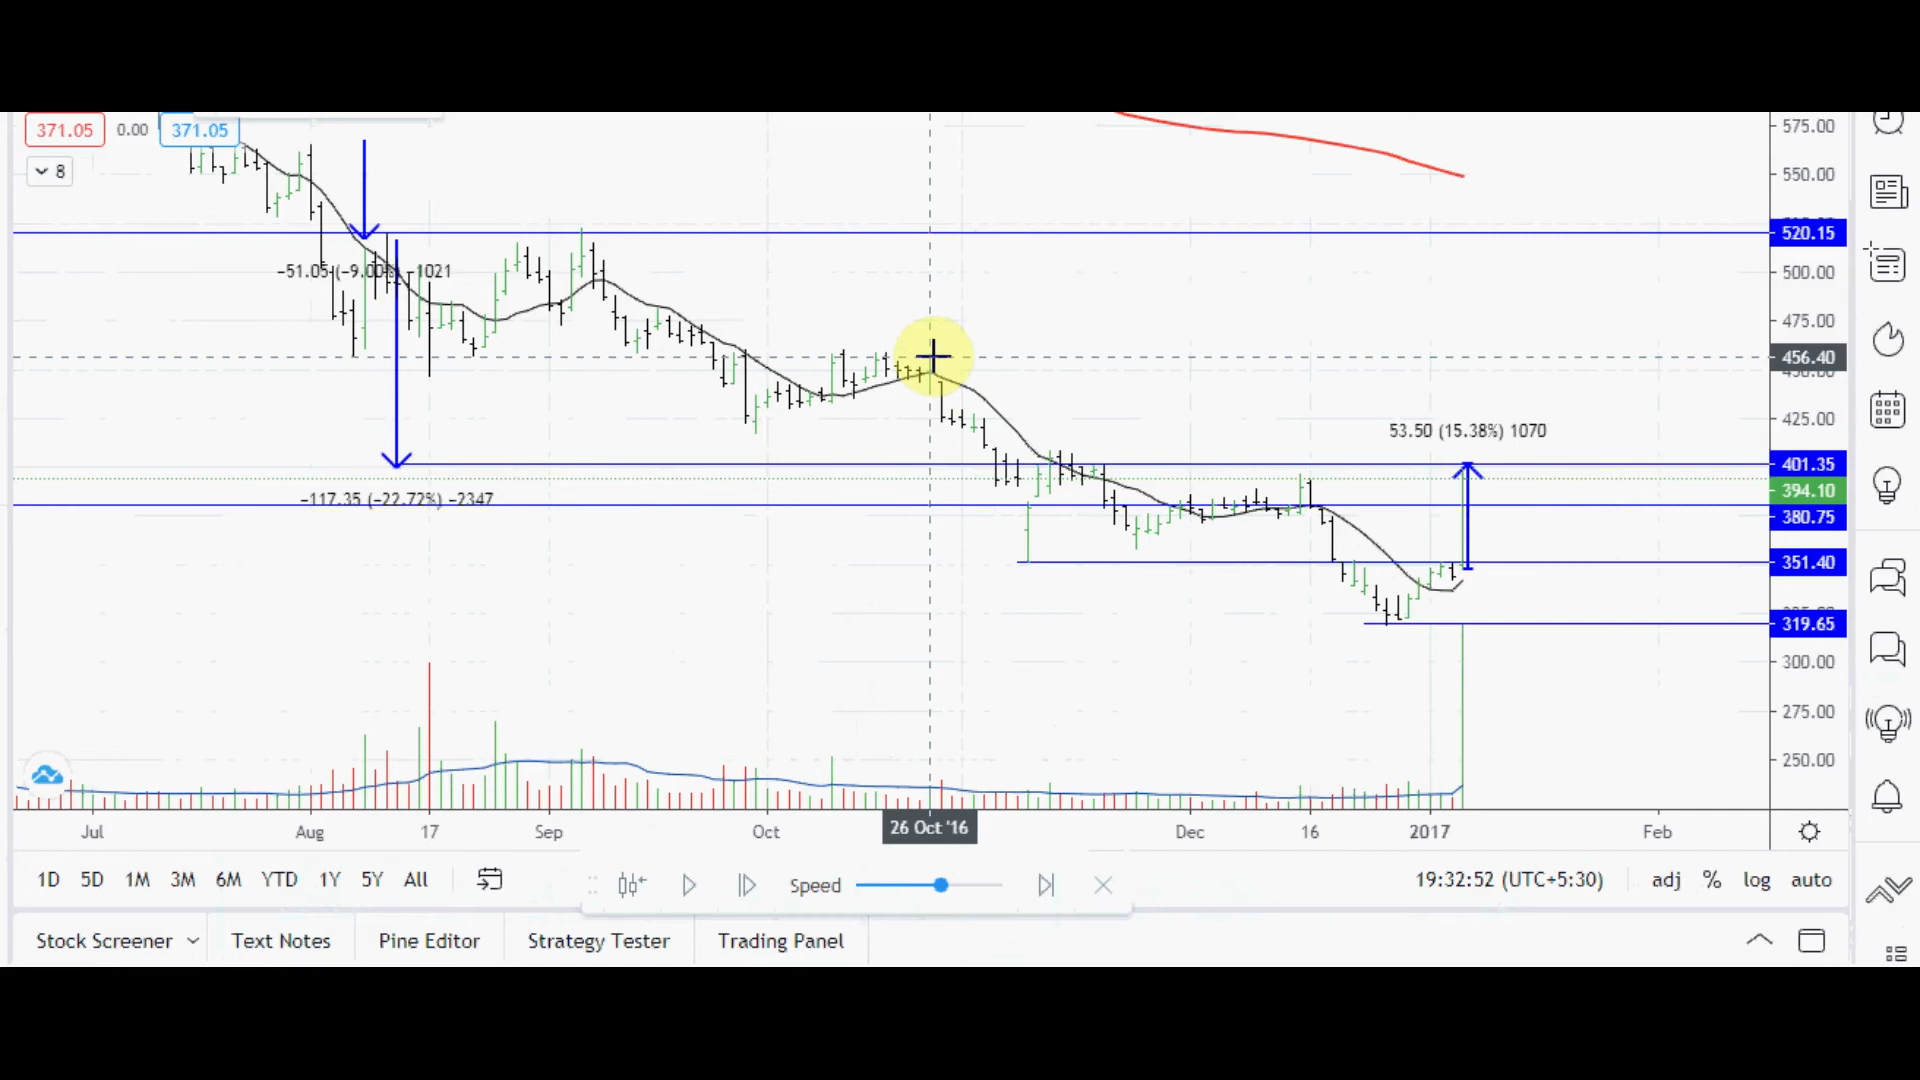 371.05 0.00 371.05
8
575.00
550.00
520.15
500.00
475.00
456.40
425.00
401.35
394.10
380.75
351.40
319.65
300.00
275.00
250.00
-51.05 (-9.00%) -1021
53.50 (15.38%) 1070
-117.35 (-22.72%) -2347
Jul Aug 17 Sep Oct 26 Oct '16 Dec 16 2017 Feb
1D 5D 1M 3M 6M YTD 1Y 5Y All Speed 19:32:52 (UTC+5:30) adj % log auto
Stock Screener Text Notes Pine Editor Strategy Tester Trading Panel